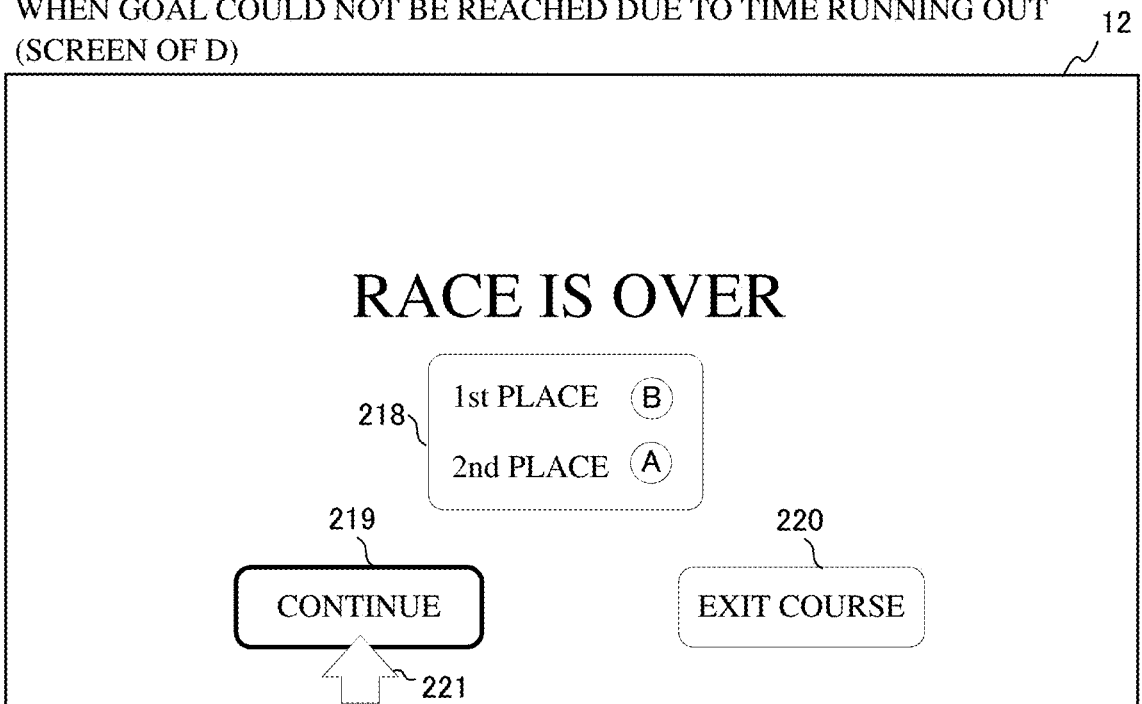 WHEN GOAL COULD NOT BE REACHED DUE TO TIME RUNNING OUT
(SCREEN OF D)
12
RACE IS OVER
1st PLACE B
218
2nd PLACE A
219
220
CONTINUE
EXIT COURSE
221